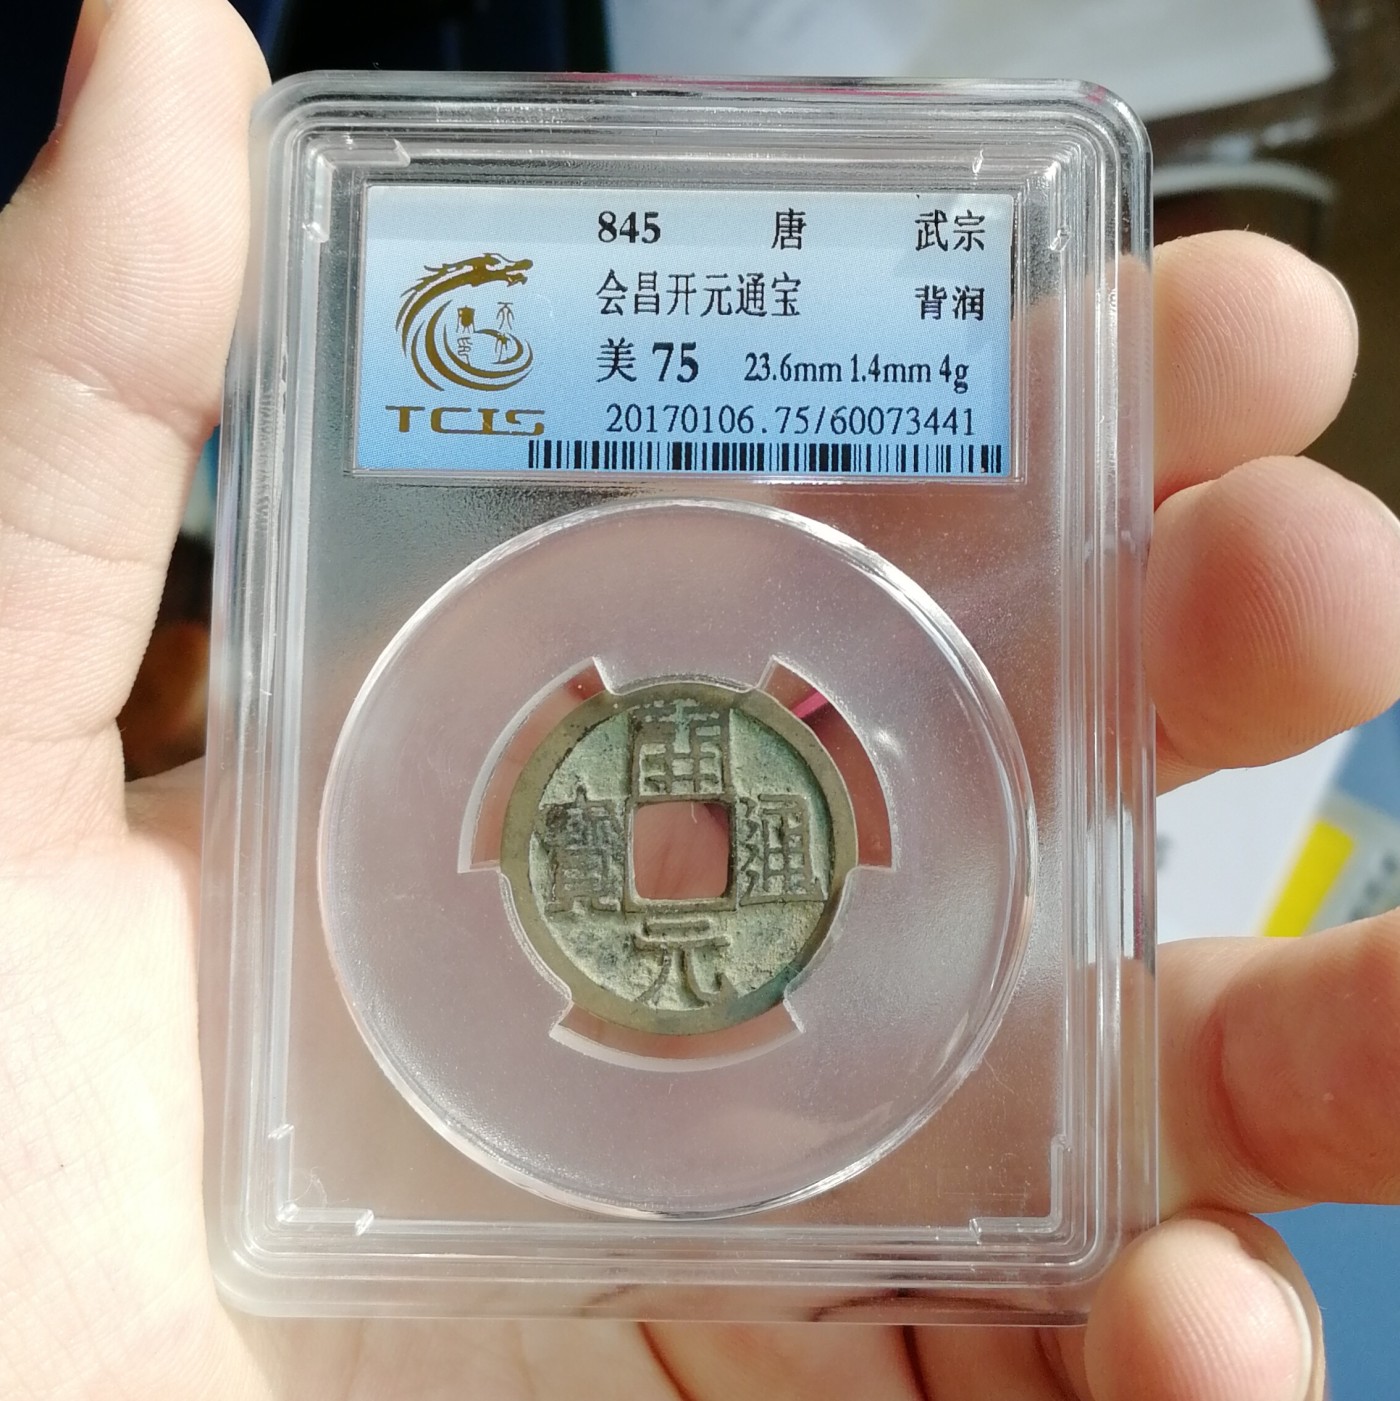 845 唐 武宗
会昌开元通宝 背润
美 75 23.6mm 1.4mm 4g
20170106.75/60073441
TCIS
開
寶 通
元